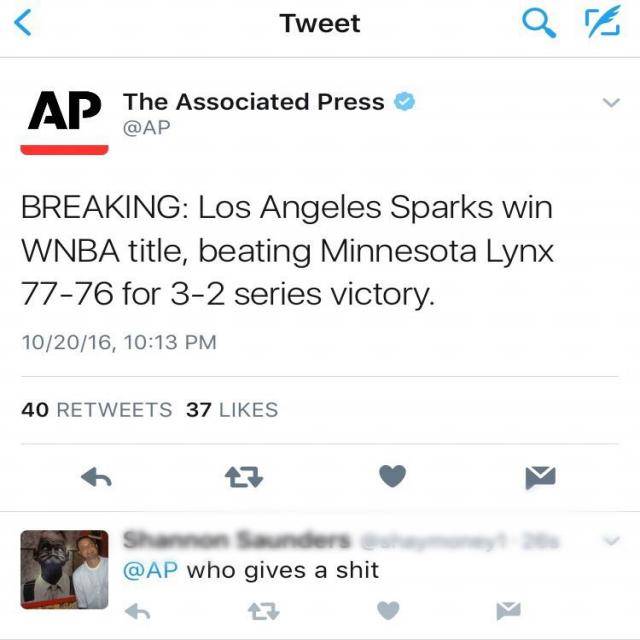 Tweet
AP The Associated Press
@AP
BREAKING: Los Angeles Sparks win
WNBA title, beating Minnesota Lynx
77-76 for 3-2 series victory.
10/20/16, 10:13 PM
40 RETWEETS 37 LIKES
@AP who gives a shit